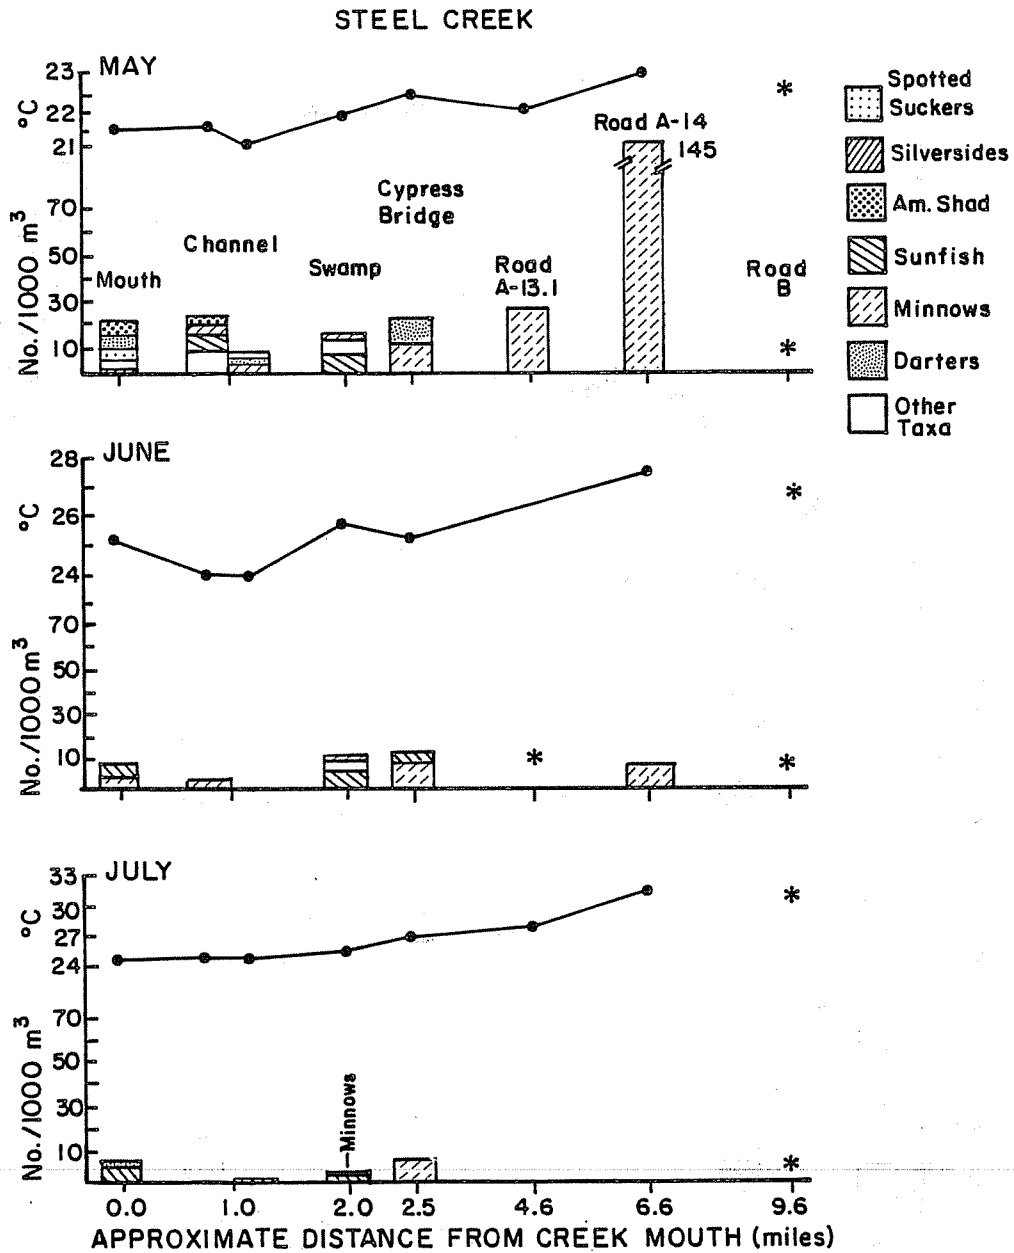 STEEL CREEK
MAY
23
22
21
°C
70
50
30
10
No./1000 m³
Mouth
Channel
Swamp
Cypress
Bridge
Road
A-13.1
Road A-14
145
*
Road
B
*
Spotted
Suckers
Silversides
Am. Shad
Sunfish
Minnows
Darters
Other
Taxa
JUNE
28
26
24
°C
70
50
30
10
No./1000 m³
*
*
*
JULY
33
30
27
24
°C
70
50
30
10
No./1000 m³
Minnows
*
*
0.0 1.0 2.0 2.5 4.6 6.6 9.6
APPROXIMATE DISTANCE FROM CREEK MOUTH (miles)